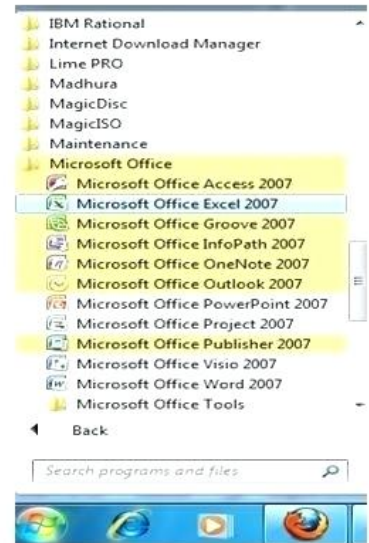 IBM Rational
Internet Download Manager
Lime PRO
Madhura
MagicDisc
MagicISO
Maintenance
Microsoft Office
Microsoft Office Access 2007
Microsoft Office Excel 2007
Microsoft Office Groove 2007
Microsoft Office InfoPath 2007
Microsoft Office OneNote 2007
Microsoft Office Outlook 2007
Microsoft Office PowerPoint 2007
Microsoft Office Project 2007
Microsoft Office Publisher 2007
Microsoft Office Visio 2007
Microsoft Office Word 2007
Microsoft Office Tools
Back
Search programs and files